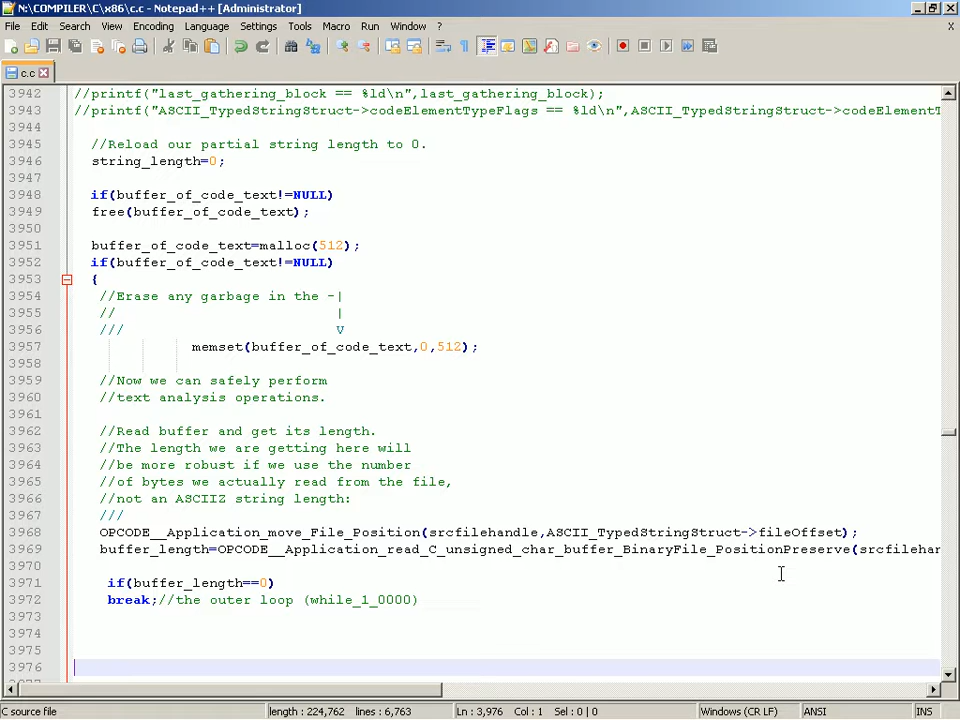 N:\COMPILER\C\x86\c.c - Notepad++ [Administrator]
File Edit Search View Encoding Language Settings Tools Macro Run Window ? X
c.c
3942 //printf("last_gathering_block == %ld\n",last_gathering_block);
3943 //printf("ASCII_TypedStringStruct->codeElementTypeFlags == %ld\n",ASCII_TypedStringStruct->codeElementT
3944
3945 //Reload our partial string length to 0.
3946 string_length=0;
3947
3948 if(buffer_of_code_text!=NULL)
3949 free(buffer_of_code_text);
3950
3951 buffer_of_code_text=malloc(512);
3952 if(buffer_of_code_text!=NULL)
3953 {
3954 //Erase any garbage in the -|
3955 // |
3956 /// V
3957 memset(buffer_of_code_text,0,512);
3958
3959 //Now we can safely perform
3960 //text analysis operations.
3961
3962 //Read buffer and get its length.
3963 //The length we are getting here will
3964 //be more robust if we use the number
3965 //of bytes we actually read from the file,
3966 //not an ASCIIZ string length:
3967 ///
3968 OPCODE__Application_move_File_Position(srcfilehandle,ASCII_TypedStringStruct->fileOffset);
3969 buffer_length=OPCODE__Application_read_C_unsigned_char_buffer_BinaryFile_PositionPreserve(srcfilehan
3970
3971 if(buffer_length==0)
3972 break;//the outer loop (while_1_0000)
3973
3974
3975
3976
C source file length : 224,762 lines : 6,763 Ln : 3,976 Col : 1 Sel : 0 | 0 Windows (CR LF) ANSI INS